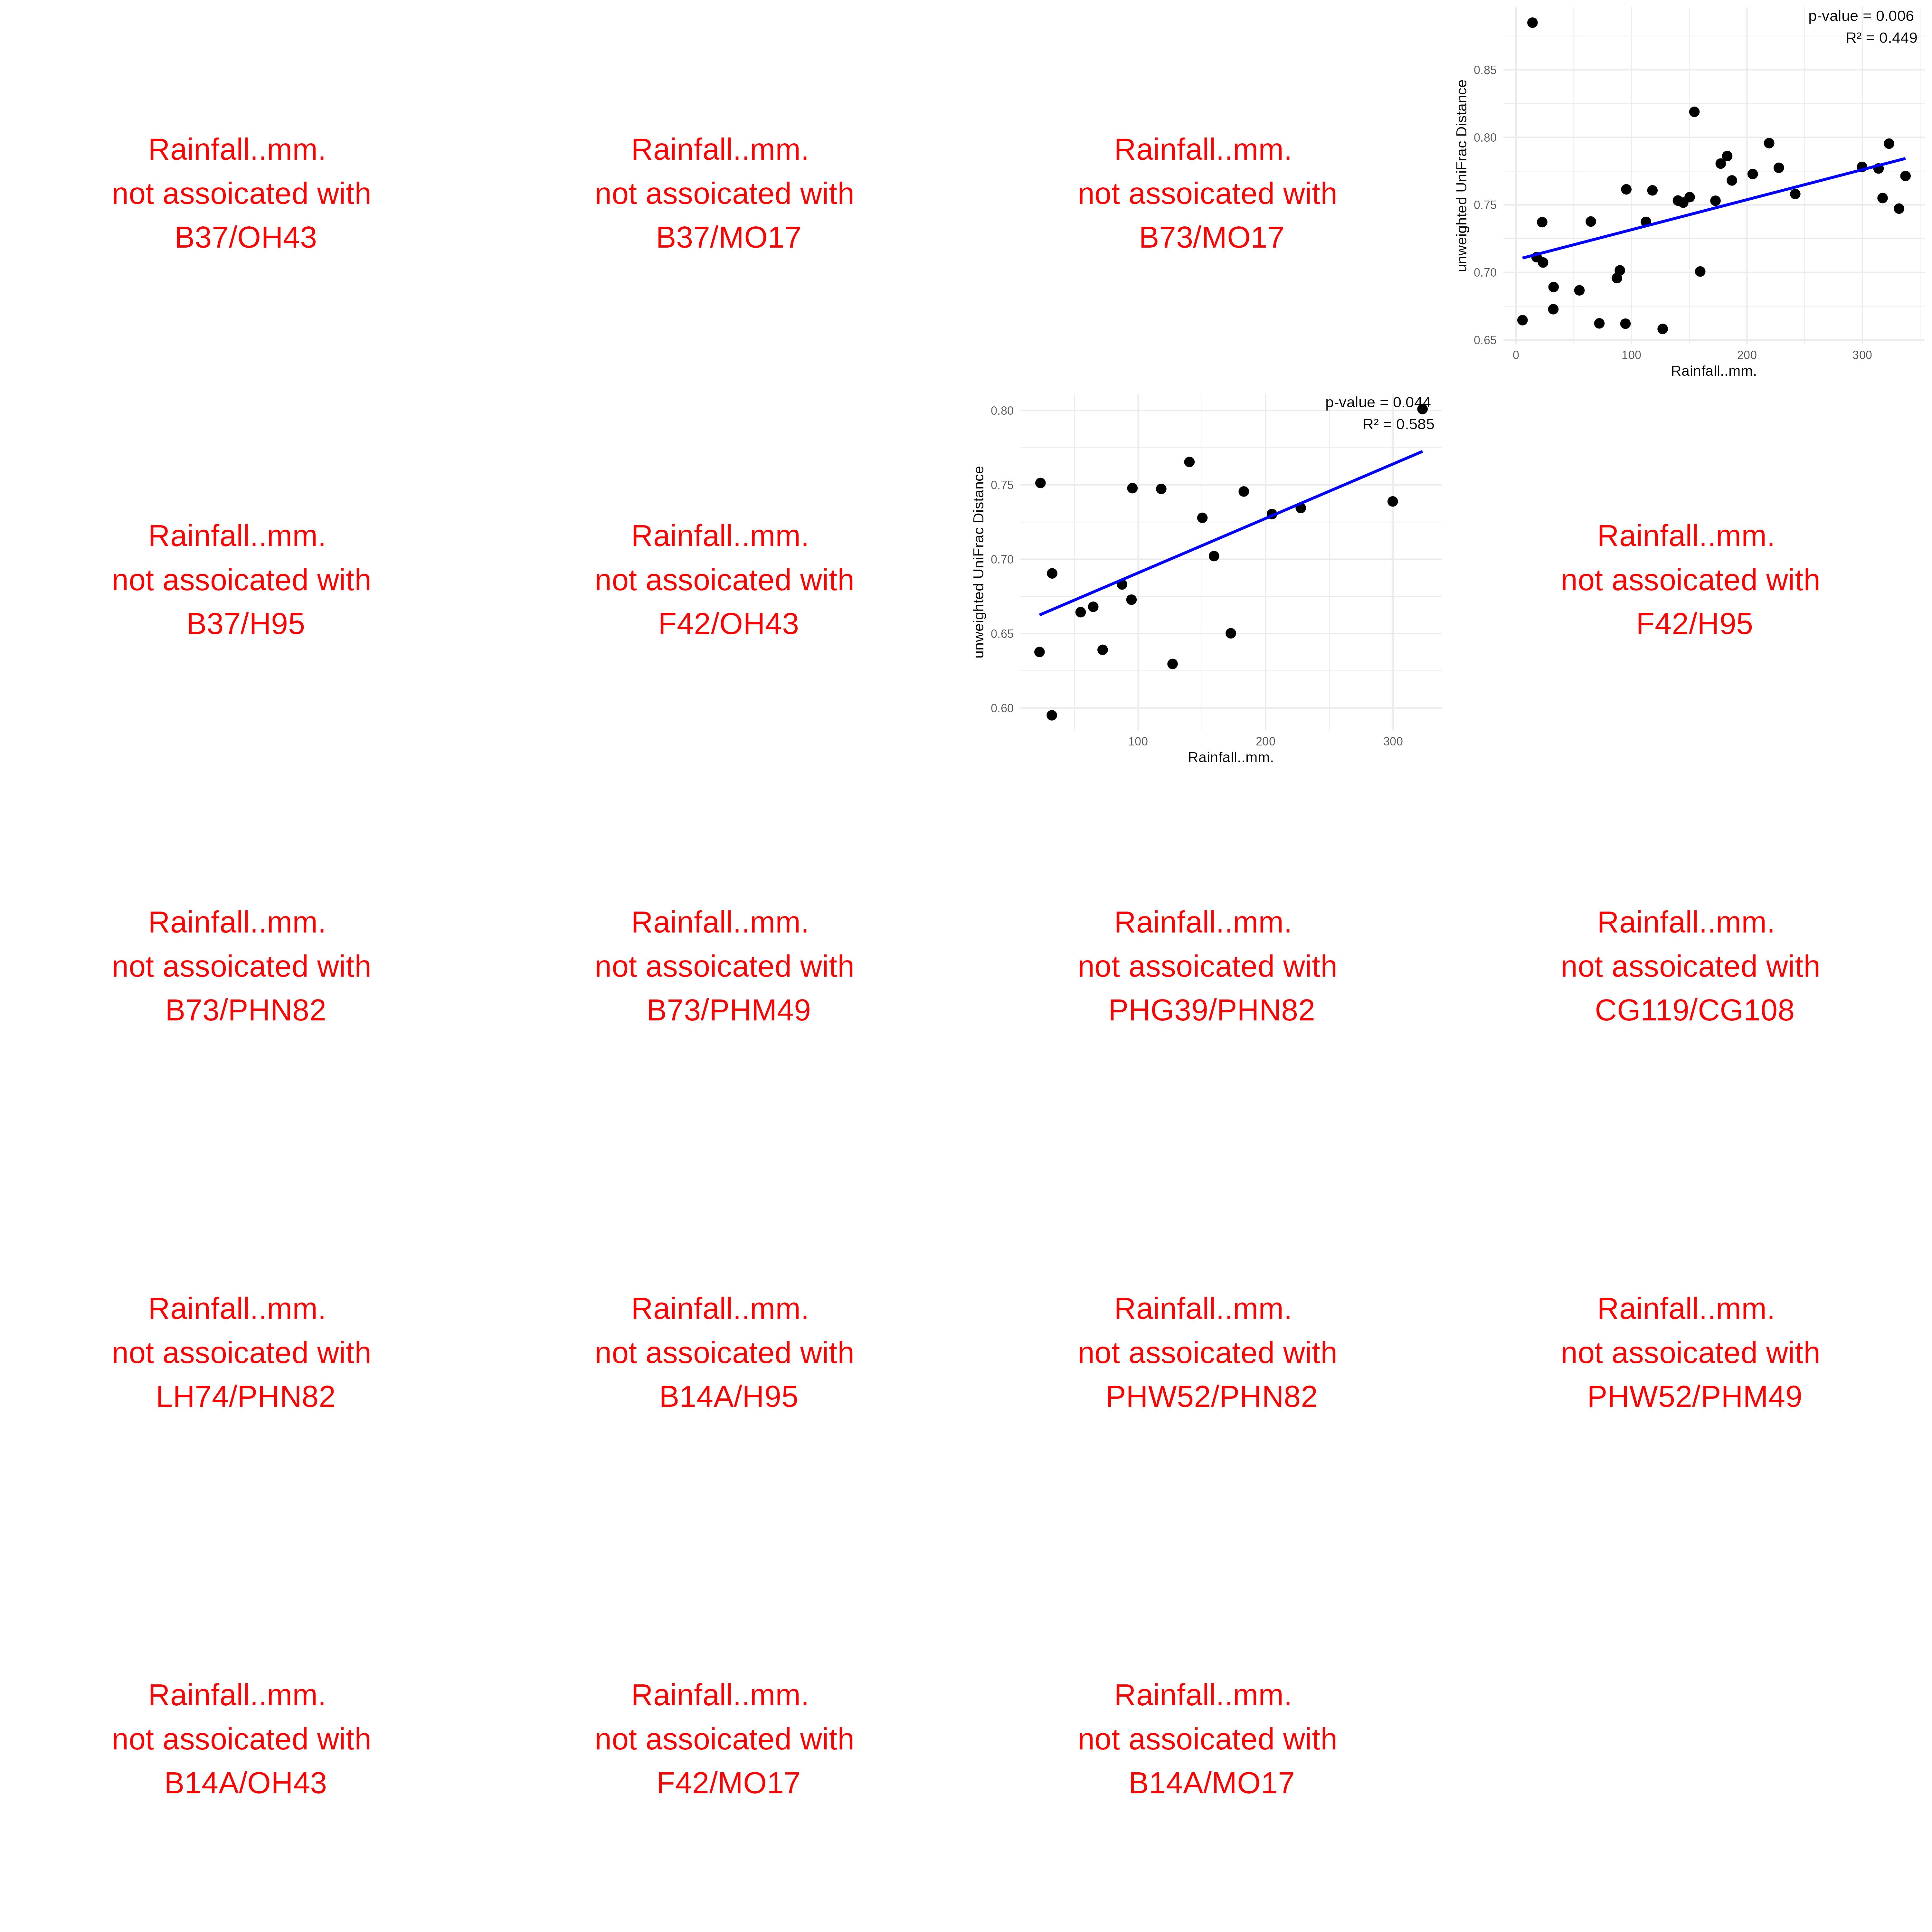 Rainfall..mm.
not assoicated with
B37/OH43
Rainfall..mm.
not assoicated with
B37/MO17
Rainfall..mm.
not assoicated with
B73/MO17
p-value = 0.006
R² = 0.449
unweighted UniFrac Distance
0.85
0.80
0.75
0.70
0.65
0
100
200
300
Rainfall..mm.
Rainfall..mm.
not assoicated with
B37/H95
Rainfall..mm.
not assoicated with
F42/OH43
p-value = 0.044
R² = 0.585
unweighted UniFrac Distance
0.80
0.75
0.70
0.65
0.60
100
200
300
Rainfall..mm.
Rainfall..mm.
not assoicated with
F42/H95
Rainfall..mm.
not assoicated with
B73/PHN82
Rainfall..mm.
not assoicated with
B73/PHM49
Rainfall..mm.
not assoicated with
PHG39/PHN82
Rainfall..mm.
not assoicated with
CG119/CG108
Rainfall..mm.
not assoicated with
LH74/PHN82
Rainfall..mm.
not assoicated with
B14A/H95
Rainfall..mm.
not assoicated with
PHW52/PHN82
Rainfall..mm.
not assoicated with
PHW52/PHM49
Rainfall..mm.
not assoicated with
B14A/OH43
Rainfall..mm.
not assoicated with
F42/MO17
Rainfall..mm.
not assoicated with
B14A/MO17